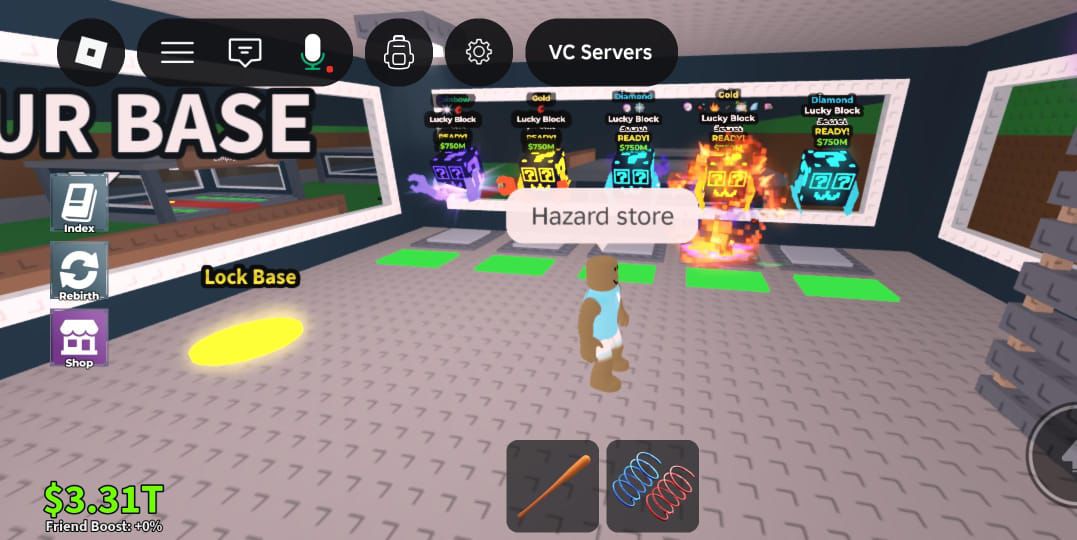 VC Servers
UR BASE
Gold
Diamond
Gold
Diamond
Lucky Block
Lucky Block
Lucky Block
Lucky Block
Lucky Block
Secret
READY!
READY!
READY!
READY!
READY!
$750M
$750M
$750M
$750M
Hazard store
Index
Lock Base
Rebirth
Shop
$3.31T
Friend Boost: +0%